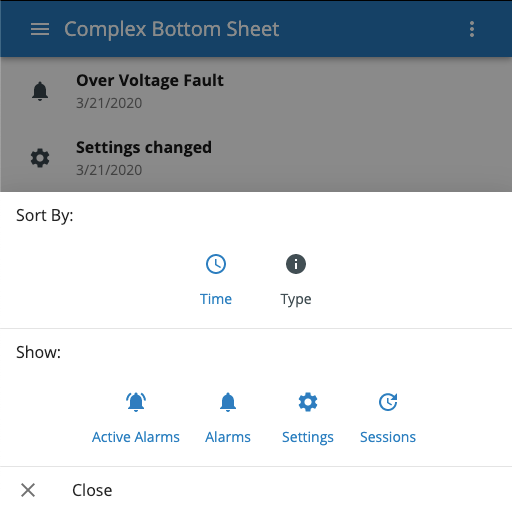 Complex Bottom Sheet
Over Voltage Fault
3/21/2020
Settings changed
3/21/2020
Sort By:
Time Type
Show:
Active Alarms Alarms Settings Sessions
Close